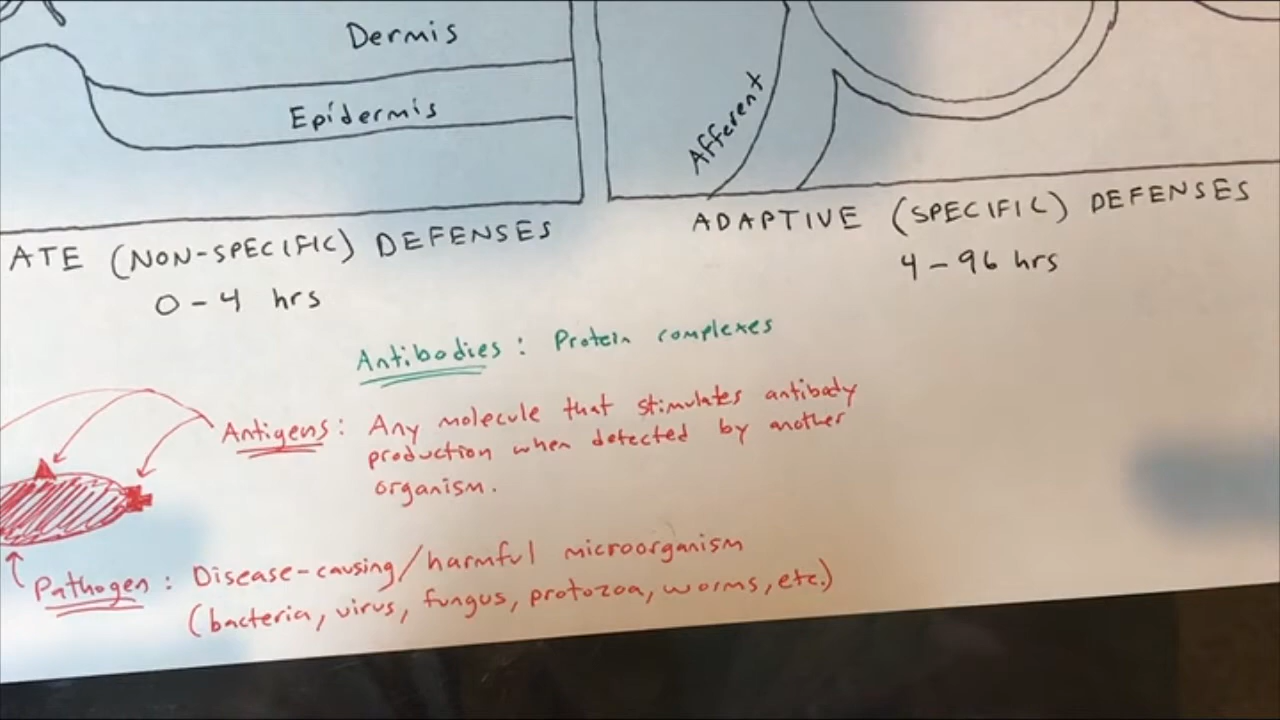 Dermis
Epidermis
Afferent
ATE (NON-SPECIFIC) DEFENSES
0-4 hrs
ADAPTIVE (SPECIFIC) DEFENSES
4-96 hrs
Antibodies: Protein complexes
Antigens: Any molecule that stimulates antibody
production when detected by another
organism.
Pathogen: Disease-causing/harmful microorganism
(bacteria, virus, fungus, protozoa, worms, etc.)